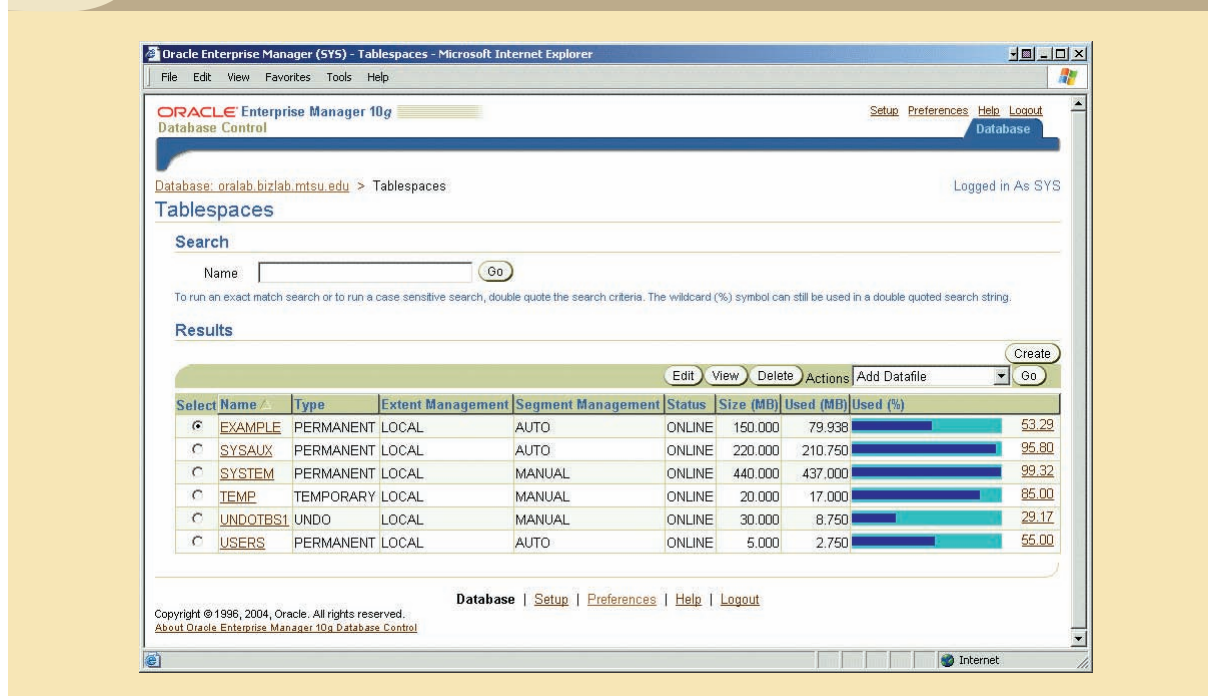 Oracle Enterprise Manager (SYS) - Tablespaces - Microsoft Internet Explorer
File Edit View Favorites Tools Help
ORACLE Enterprise Manager 10g
Database Control
Setup Preferences Help Logout
Database
Database: oralab.bizlab.mtsu.edu > Tablespaces
Logged in As SYS
Tablespaces
Search
Name Go
To run an exact match search or to run a case sensitive search, double quote the search criteria. The wildcard (%) symbol can still be used in a double quoted search string.
Results
Create
Edit View Delete Actions Add Datafile Go
Select Name Type Extent Management Segment Management Status Size (MB) Used (MB) Used (%)
EXAMPLE PERMANENT LOCAL AUTO ONLINE 150.000 79.938 53.29
SYSAUX PERMANENT LOCAL AUTO ONLINE 220.000 210.750 95.80
SYSTEM PERMANENT LOCAL MANUAL ONLINE 440.000 437.000 99.32
TEMP TEMPORARY LOCAL MANUAL ONLINE 20.000 17.000 85.00
UNDOTBS1 UNDO LOCAL MANUAL ONLINE 30.000 8.750 29.17
USERS PERMANENT LOCAL AUTO ONLINE 5.000 2.750 55.00
Database | Setup | Preferences | Help | Logout
Copyright © 1996, 2004, Oracle. All rights reserved.
About Oracle Enterprise Manager 10g Database Control
Internet